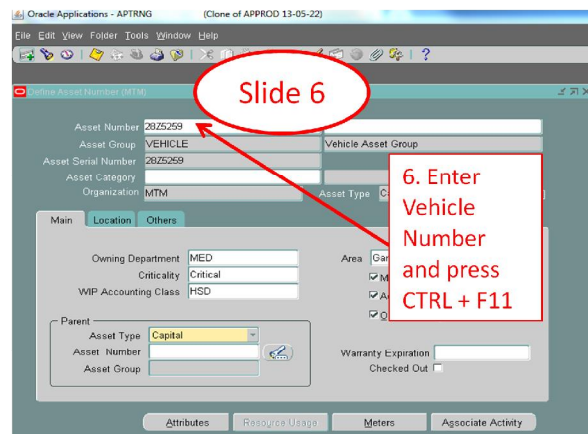 Oracle Applications - APTRNG (Clone of APPROD 13-05-22)
File Edit View Folder Tools Window Help
Define Asset Number (MTM)
Slide 6
Asset Number 28Z5259
Asset Group VEHICLE Vehicle Asset Group
Asset Serial Number 28Z5259
Asset Category
Organization MTM Asset Type
6. Enter
Vehicle
Number
and press
CTRL + F11
Main Location Others
Owning Department MED Area
Criticality Critical
WIP Accounting Class HSD
Parent
Asset Type Capital
Asset Number
Asset Group
Warranty Expiration
Checked Out
Attributes Resource Usage Meters Associate Activity